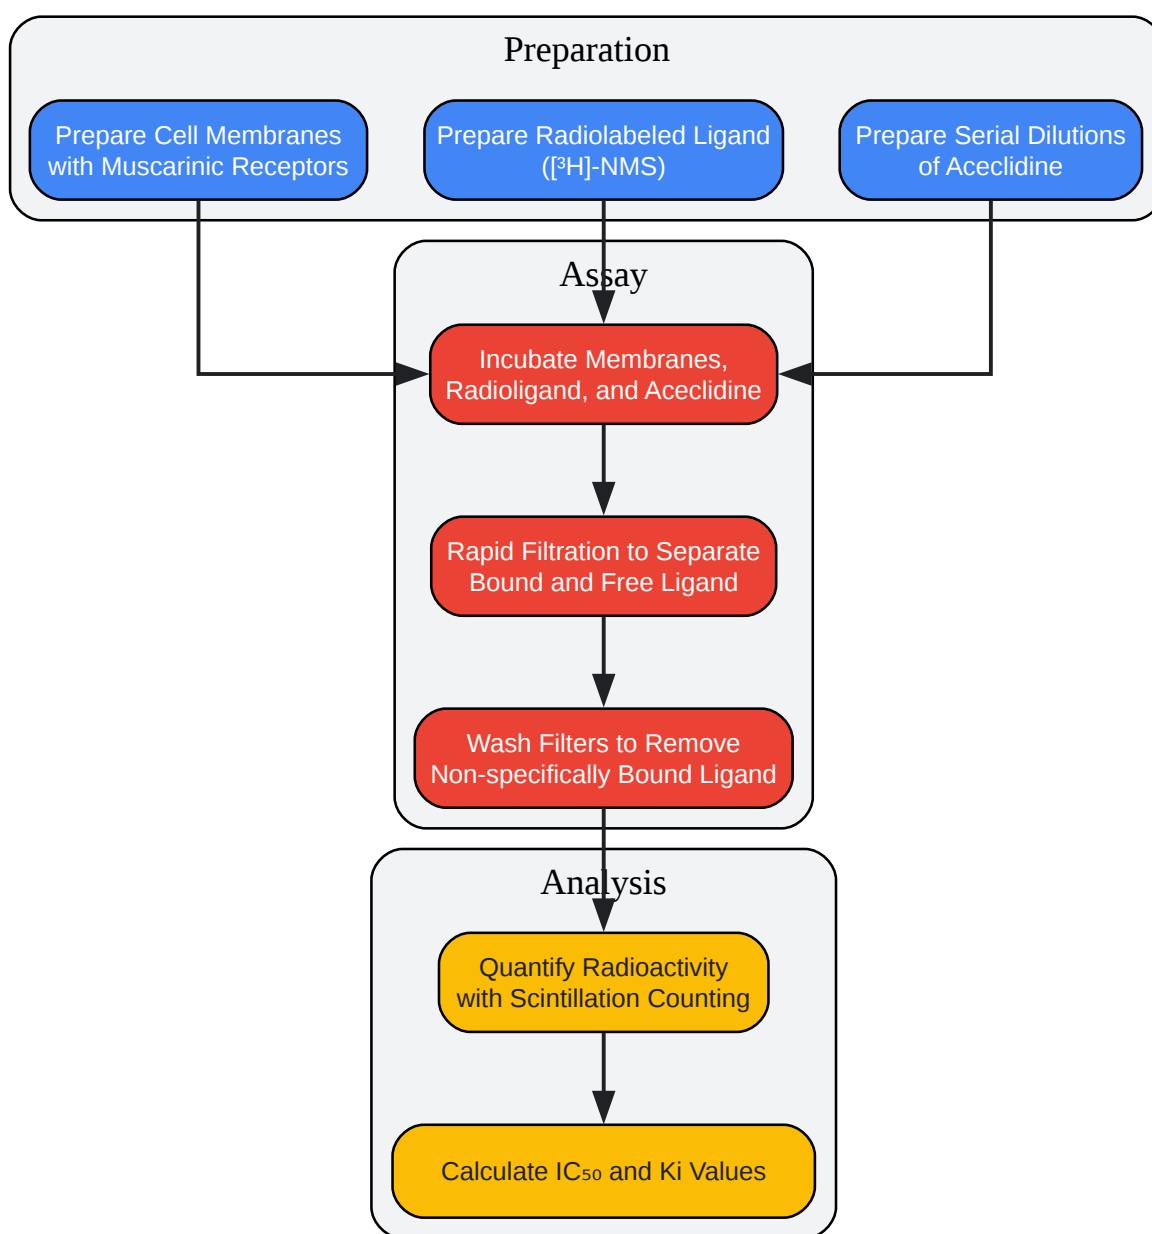 Preparation
Prepare Cell Membranes
with Muscarinic Receptors
Prepare Radiolabeled Ligand
([³H]-NMS)
Prepare Serial Dilutions
of Aceclidine
Assay
Incubate Membranes,
Radioligand, and Aceclidine
Rapid Filtration to Separate
Bound and Free Ligand
Wash Filters to Remove
Non-specifically Bound Ligand
Analysis
Quantify Radioactivity
with Scintillation Counting
Calculate IC₅₀ and Ki Values